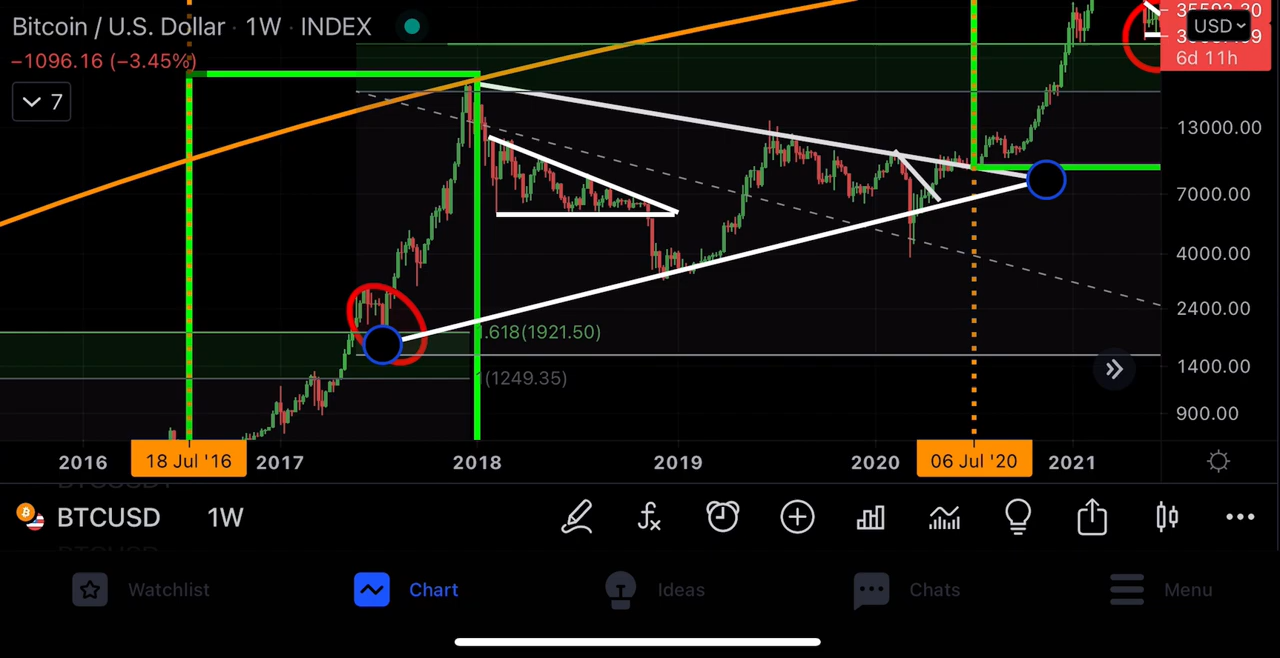 Bitcoin / U.S. Dollar · 1W · INDEX
−1096.16 (−3.45%)
7
USD
6d 11h
13000.00
7000.00
4000.00
2400.00
1400.00
900.00
.618(1921.50)
(1249.35)
2016
18 Jul '16
2017
2018
2019
2020
06 Jul '20
2021
BTCUSD
1W
Watchlist
Chart
Ideas
Chats
Menu